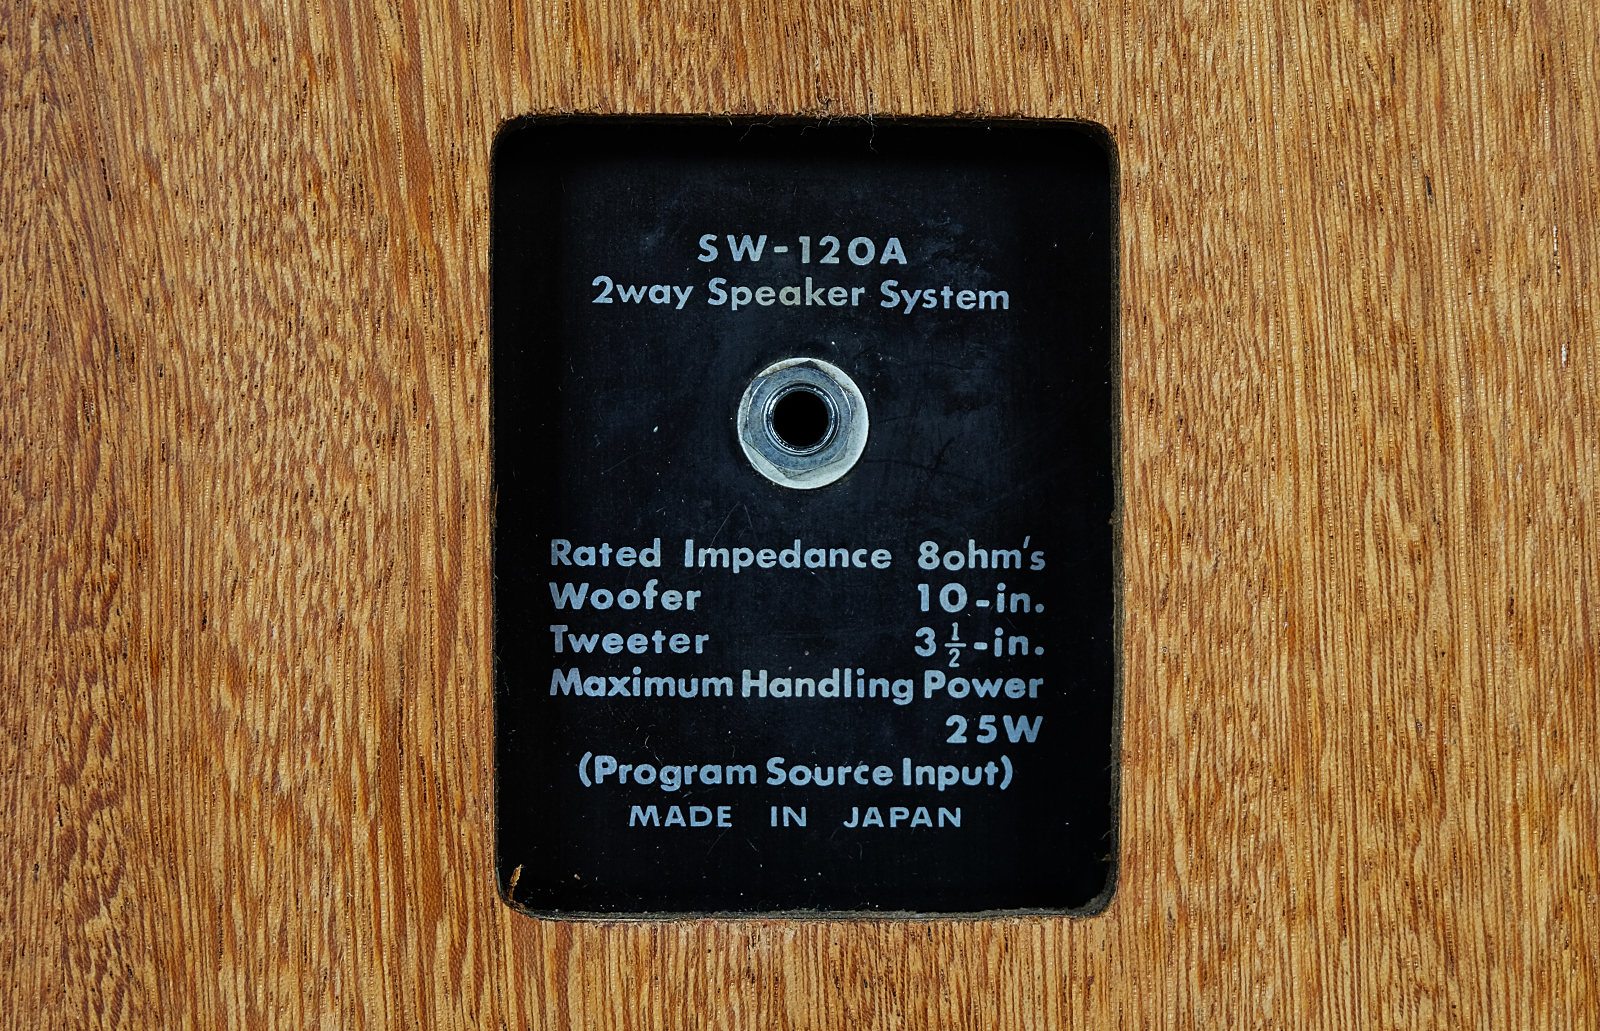 SW-120A
2way Speaker System
Rated Impedance 8ohm's
Woofer 10-in.
Tweeter 3½-in.
Maximum Handling Power
25W
(Program Source Input)
MADE IN JAPAN